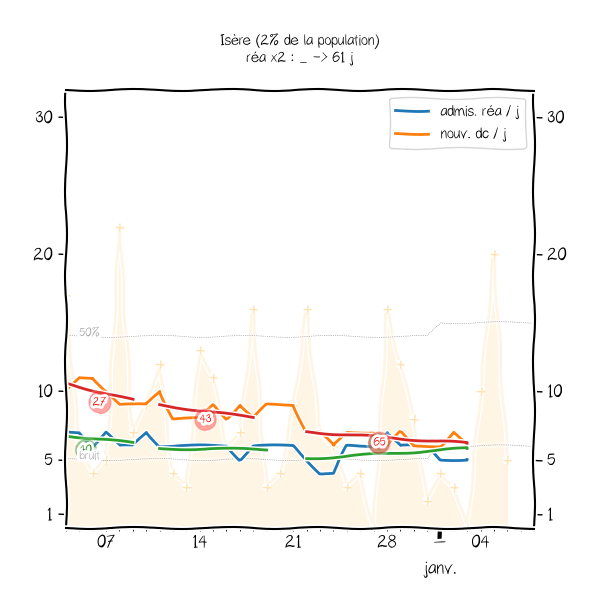 Isère (2% de la population)
réa x2 : _ -> 61 j
admis. réa / j
nouv. dc / j
30 30
20 20
50%
10 10
27
43
65
bruit
5 5
1 1
07 14 21 28 04
janv.